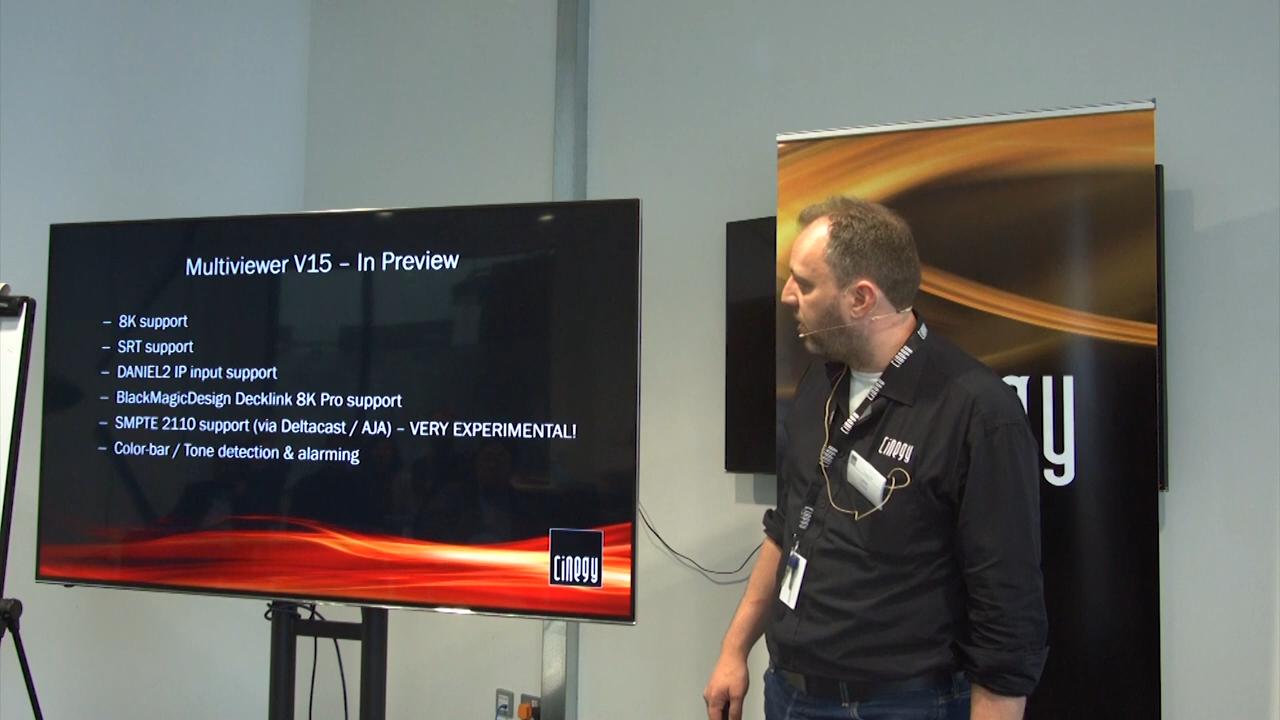 Multiviewer V15 – In Preview
– 8K support
– SRT support
– DANIEL2 IP input support
– BlackMagicDesign Decklink 8K Pro support
– SMPTE 2110 support (via Deltacast / AJA) – VERY EXPERIMENTAL!
– Color-bar / Tone detection & alarming
cinegy
cinegy
gy